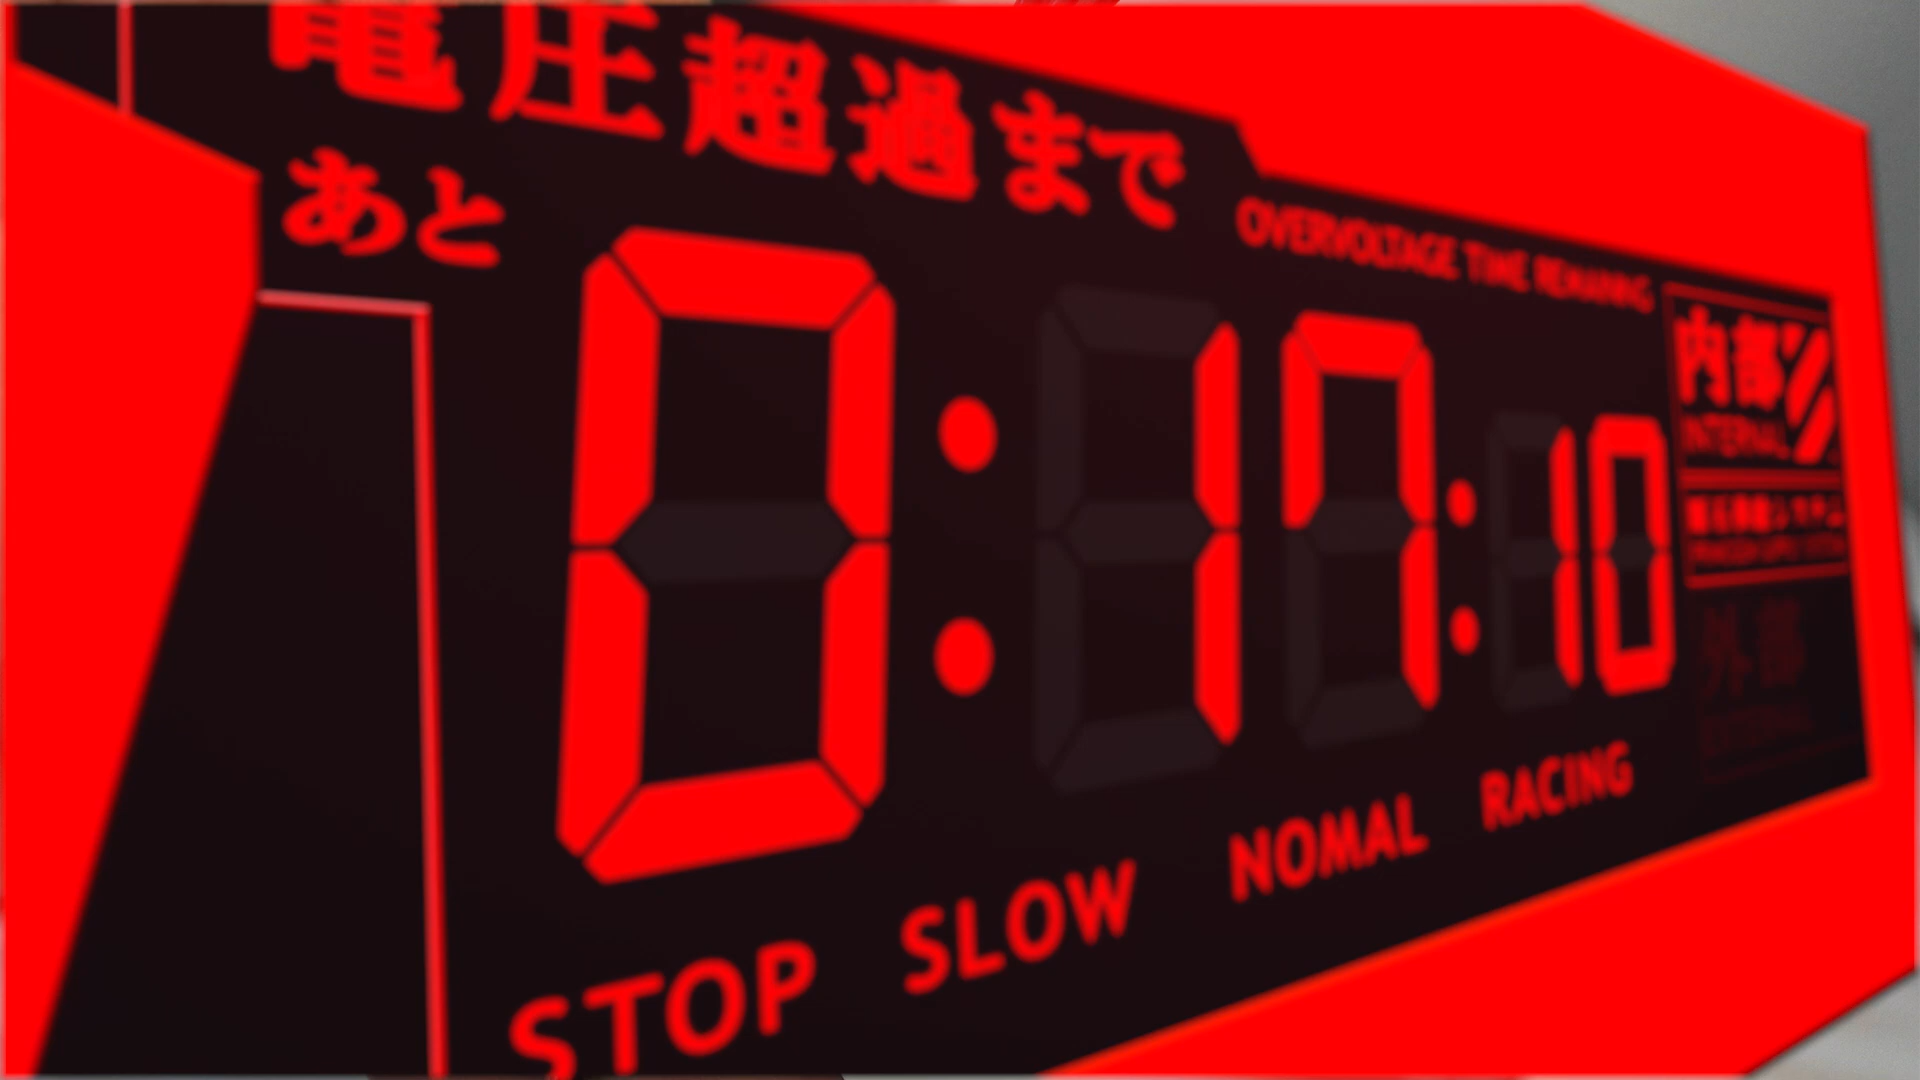 電圧超過まで
あと
OVERVOLTAGE TIME REMAINING
0:17:10
内部
INTERNAL
外部
EXTERNAL
STOP SLOW NOMAL RACING